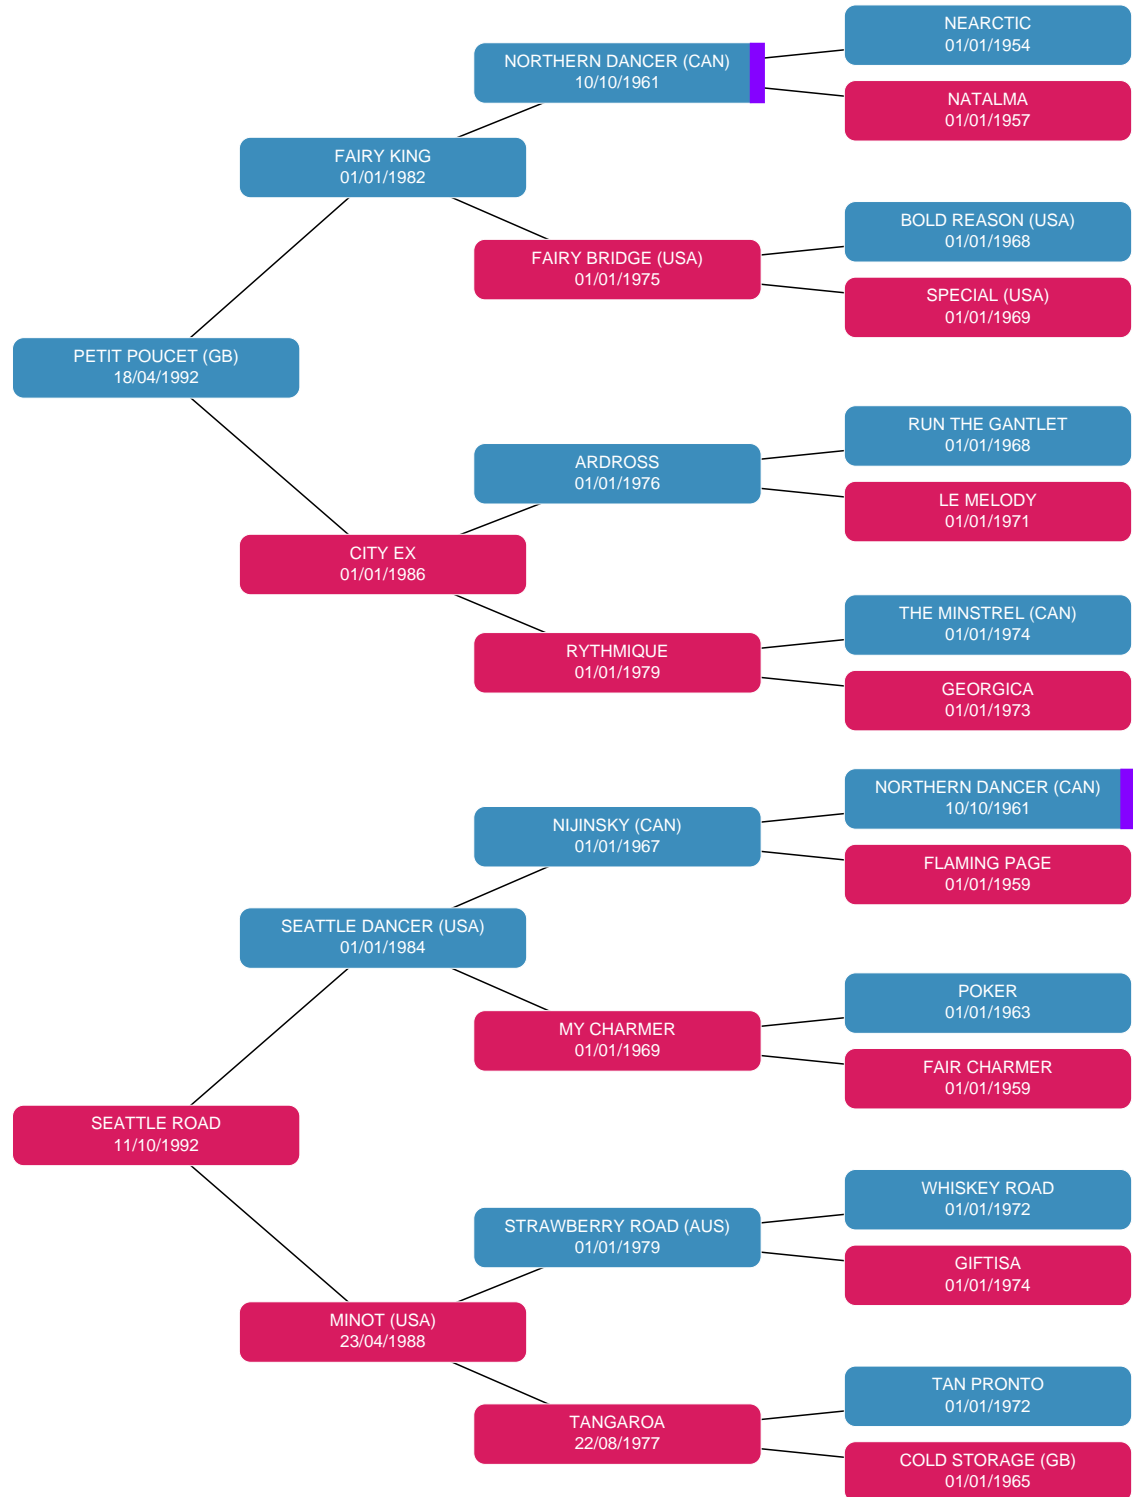 NEARCTIC
01/01/1954
NORTHERN DANCER (CAN)
10/10/1961
NATALMA
01/01/1957
FAIRY KING
01/01/1982
BOLD REASON (USA)
01/01/1968
FAIRY BRIDGE (USA)
01/01/1975
SPECIAL (USA)
01/01/1969
PETIT POUCET (GB)
18/04/1992
RUN THE GANTLET
01/01/1968
ARDROSS
01/01/1976
LE MELODY
01/01/1971
CITY EX
01/01/1986
THE MINSTREL (CAN)
01/01/1974
RYTHMIQUE
01/01/1979
GEORGICA
01/01/1973
NORTHERN DANCER (CAN)
10/10/1961
NIJINSKY (CAN)
01/01/1967
FLAMING PAGE
01/01/1959
SEATTLE DANCER (USA)
01/01/1984
POKER
01/01/1963
MY CHARMER
01/01/1969
FAIR CHARMER
01/01/1959
SEATTLE ROAD
11/10/1992
WHISKEY ROAD
01/01/1972
STRAWBERRY ROAD (AUS)
01/01/1979
GIFTISA
01/01/1974
MINOT (USA)
23/04/1988
TAN PRONTO
01/01/1972
TANGAROA
22/08/1977
COLD STORAGE (GB)
01/01/1965